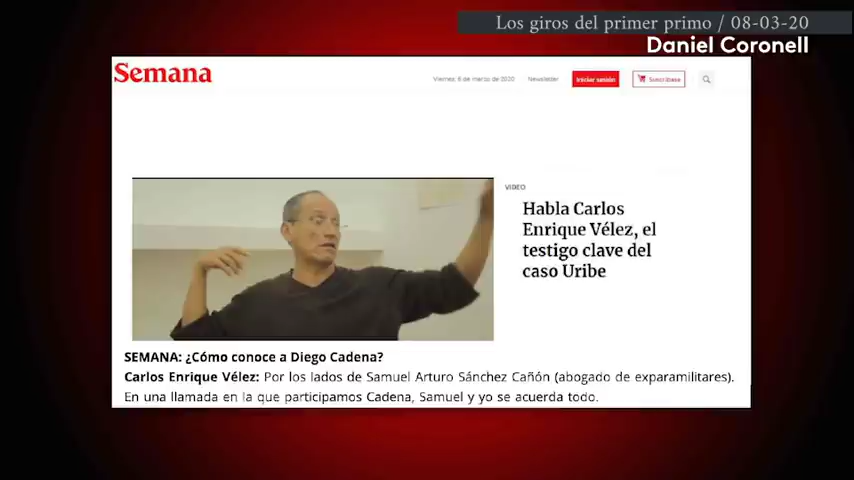 Los giros del primer primo / 08-03-20
Daniel Coronell
Semana
Viernes, 6 de marzo de 2020
Newsletter
Iniciar sesión
Suscríbase
VIDEO
Habla Carlos
Enrique Vélez, el
testigo clave del
caso Uribe
SEMANA: ¿Cómo conoce a Diego Cadena?
Carlos Enrique Vélez: Por los lados de Samuel Arturo Sánchez Cañón (abogado de exparamilitares).
En una llamada en la que participamos Cadena, Samuel y yo se acuerda todo.